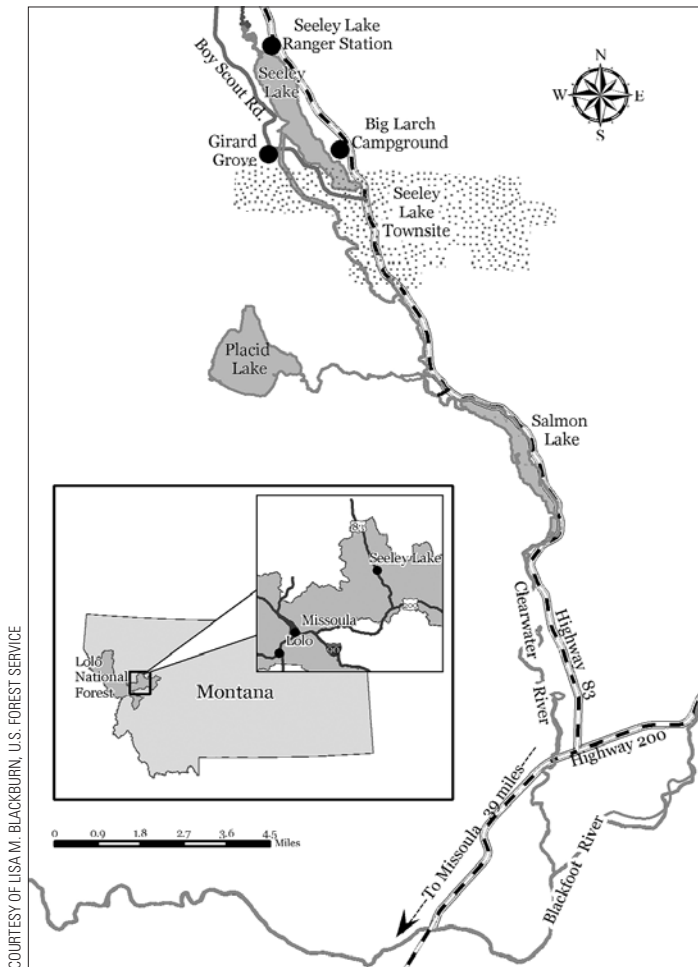 Seeley Lake
Ranger Station
Boy Scout Rd.
Seeley
Lake
N
W E
S
Girard
Grove
Big Larch
Campground
Seeley
Lake
Townsite
Placid
Lake
Salmon
Lake
Clearwater
River
Highway 83
Highway 200
To Missoula 39 miles
Blackfoot River
83
Seeley Lake
200
Missoula
Lolo
90
Lolo
National
Forest
Montana
0 0.9 1.8 2.7 3.6 4.5
Miles
COURTESY OF LISA M. BLACKBURN, U.S. FOREST SERVICE